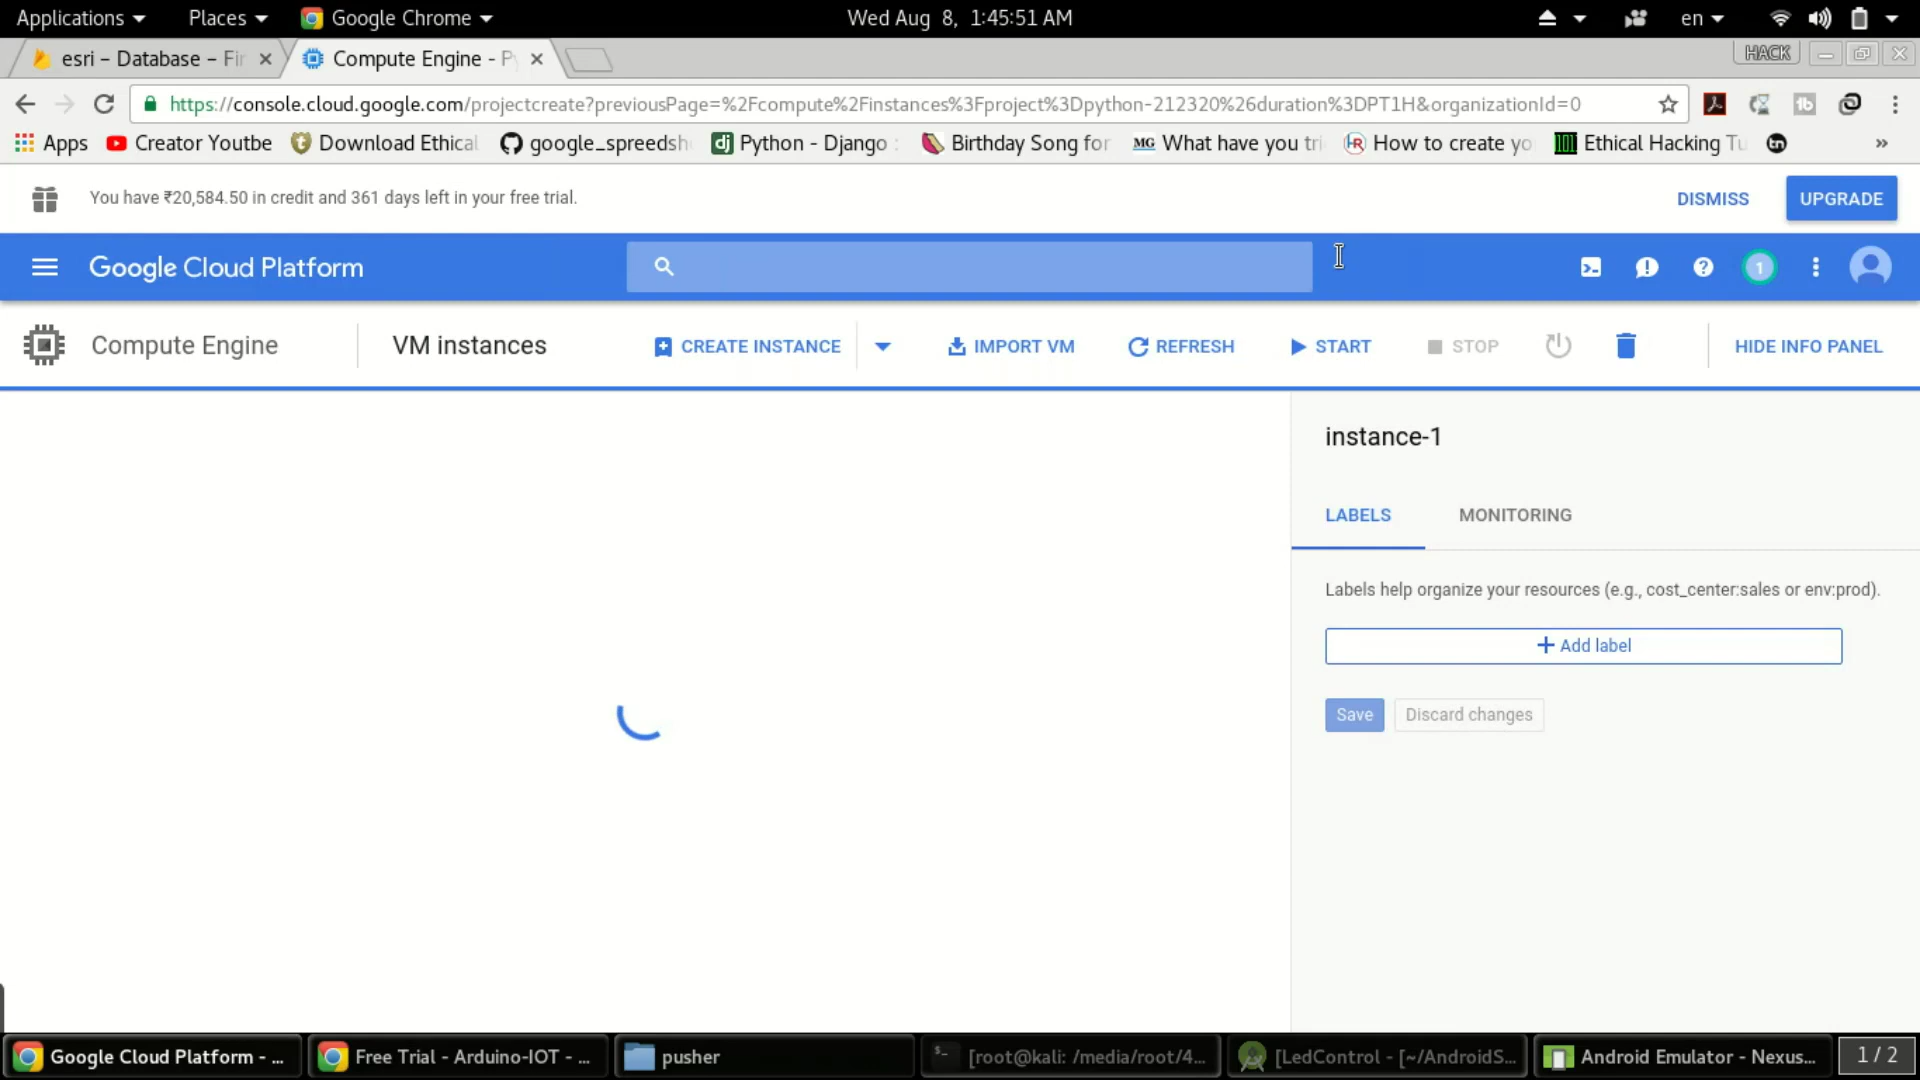 Applications Places Google Chrome Wed Aug 8, 1:45:51 AM en
esri – Database – Fir Compute Engine - P HACK
https://console.cloud.google.com/projectcreate?previousPage=%2Fcompute%2Finstances%3Fproject%3Dpython-212320%26duration%3DPT1H&organizationId=0
Apps Creator Youtbe Download Ethical google_spreedsh dj Python - Django : Birthday Song for MG What have you tri HR How to create yo Ethical Hacking Tu »
You have ₹20,584.50 in credit and 361 days left in your free trial. DISMISS UPGRADE
Google Cloud Platform 1
Compute Engine VM instances CREATE INSTANCE IMPORT VM REFRESH START STOP HIDE INFO PANEL
instance-1
LABELS MONITORING
Labels help organize your resources (e.g., cost_center:sales or env:prod).
+ Add label
Save Discard changes
Google Cloud Platform - ... Free Trial - Arduino-IOT - ... pusher [root@kali: /media/root/4... [LedControl - [~/AndroidS... Android Emulator - Nexus... 1 / 2